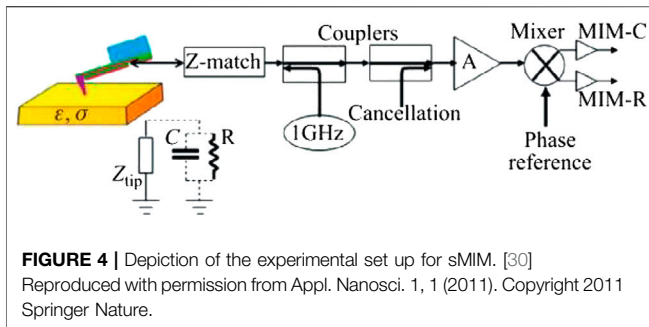 Couplers
Mixer
MIM-C
Z-match
A
MIM-R
ε, σ
1GHz
Cancellation
Phase
reference
C
R
Ztip
FIGURE 4 | Depiction of the experimental set up for sMIM. [30]
Reproduced with permission from Appl. Nanosci. 1, 1 (2011). Copyright 2011
Springer Nature.